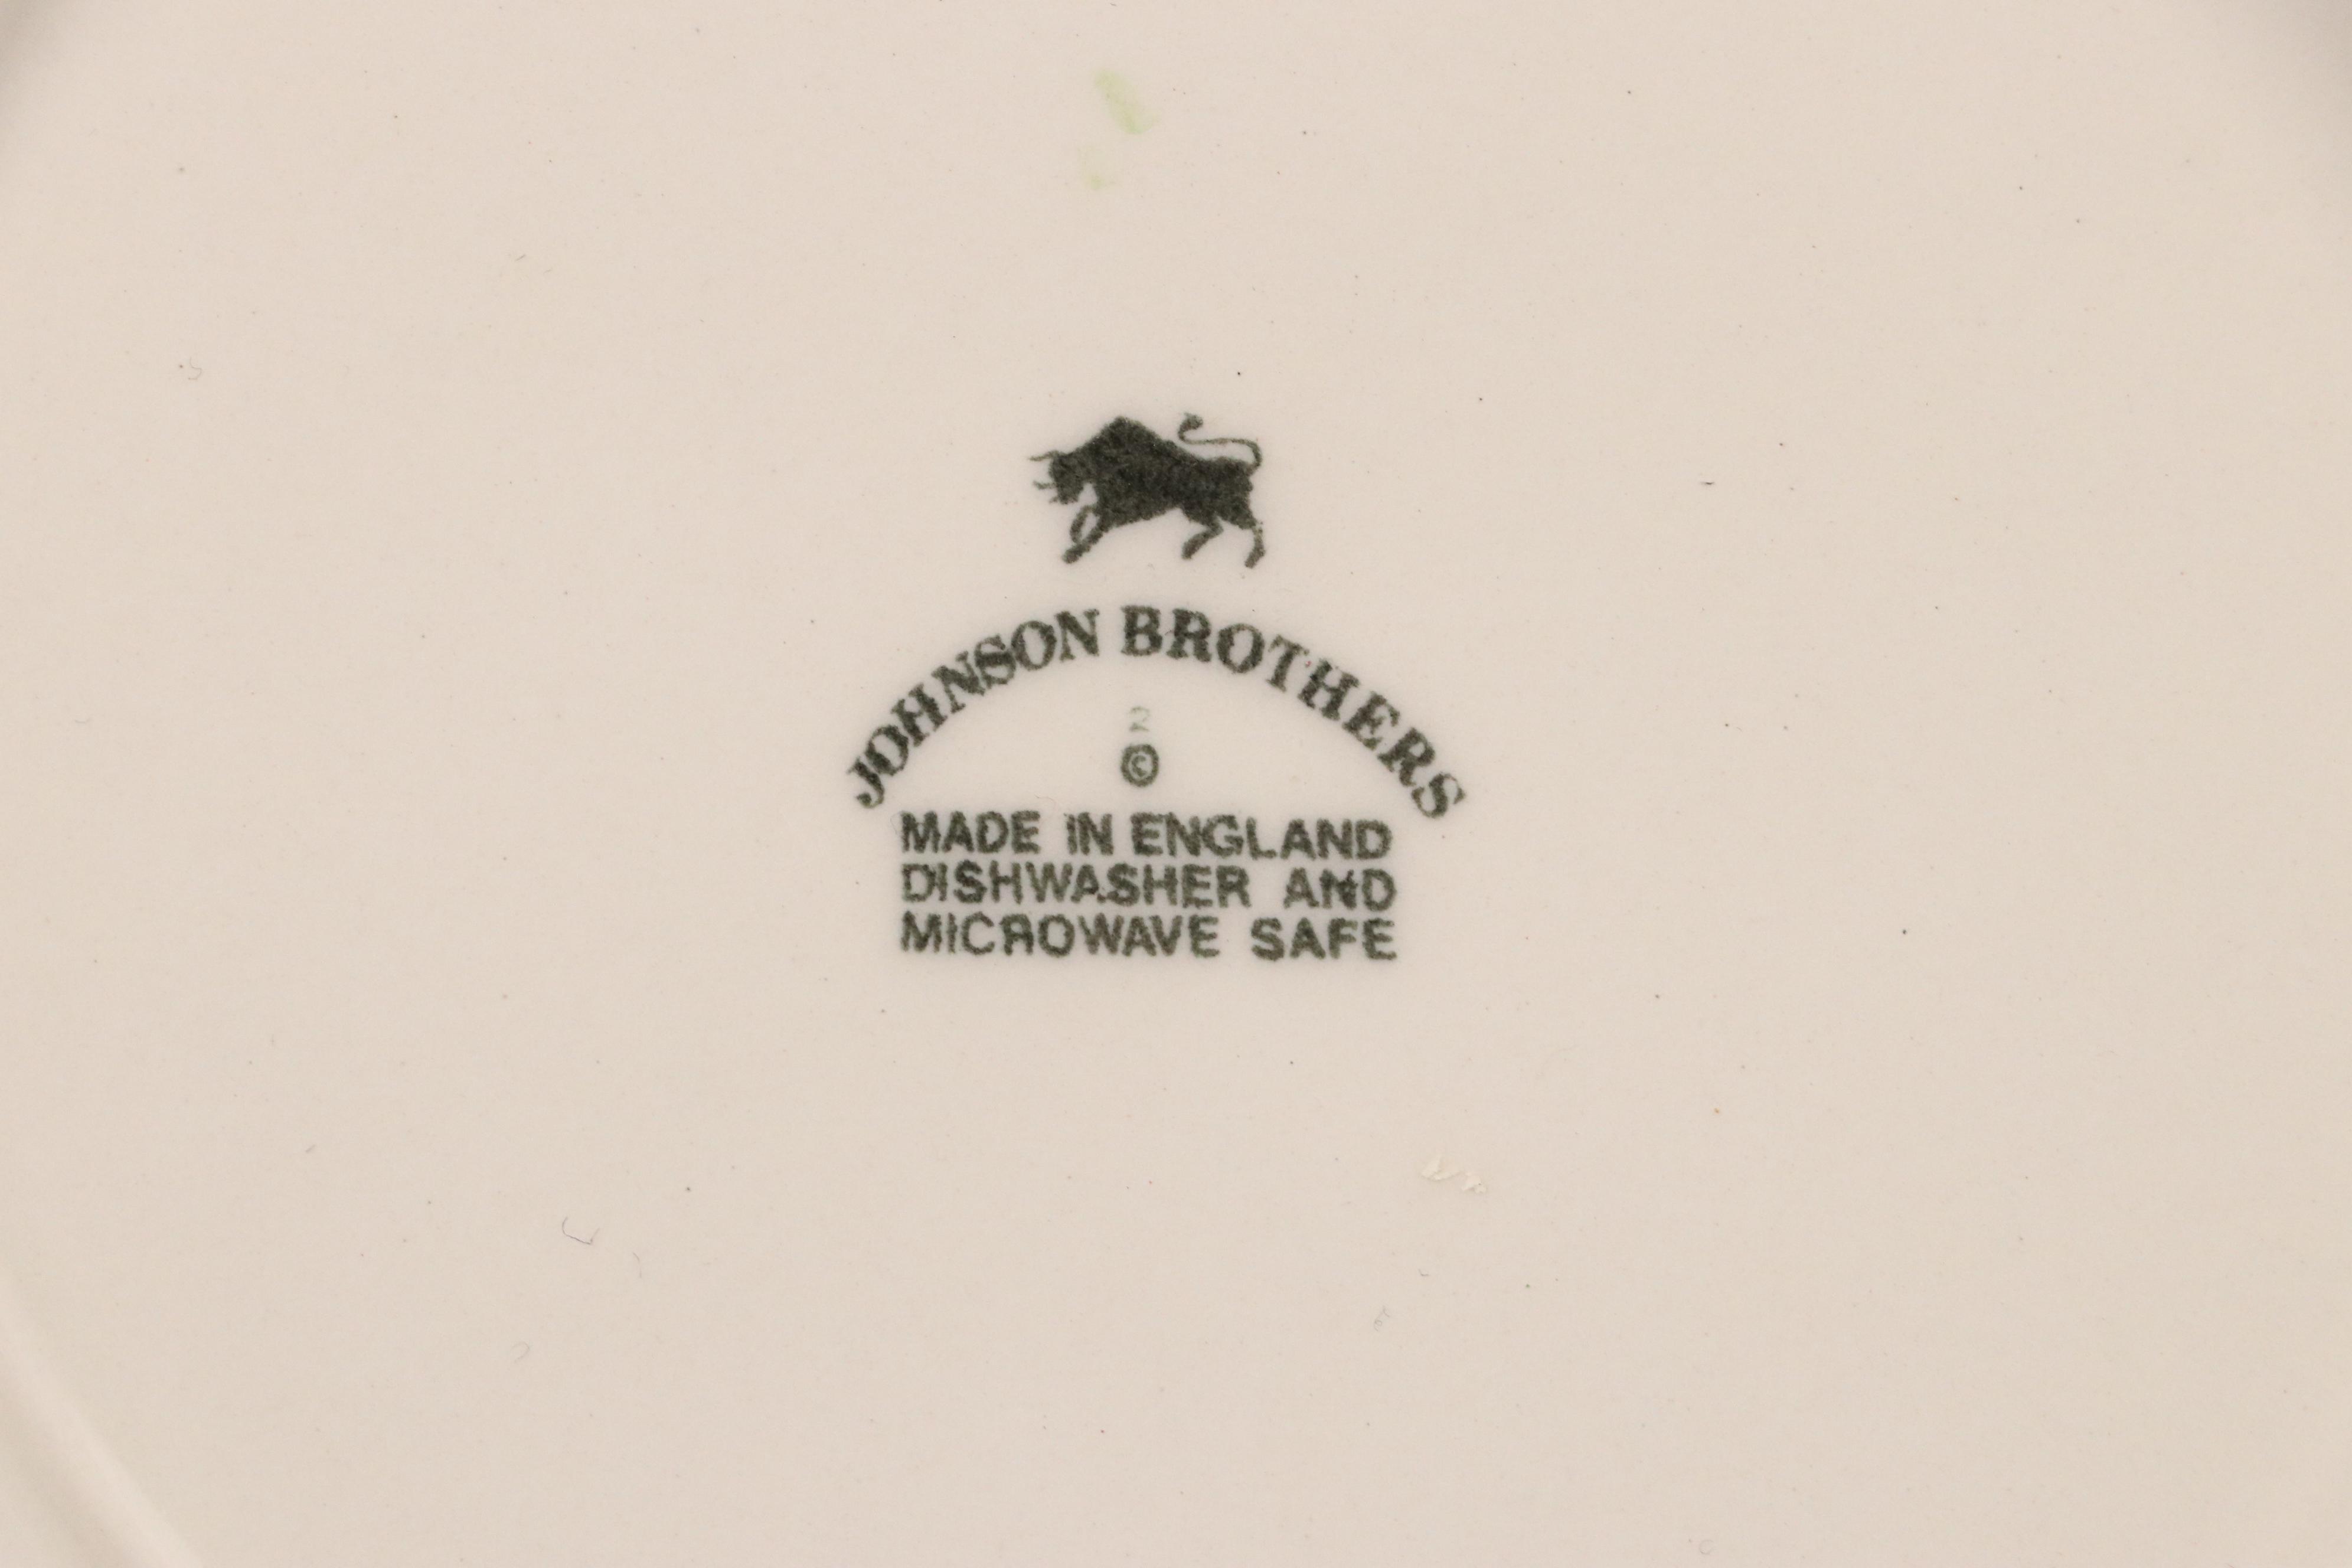 JOHNSON BROTHERS
2
©
MADE IN ENGLAND
DISHWASHER AND
MICROWAVE SAFE